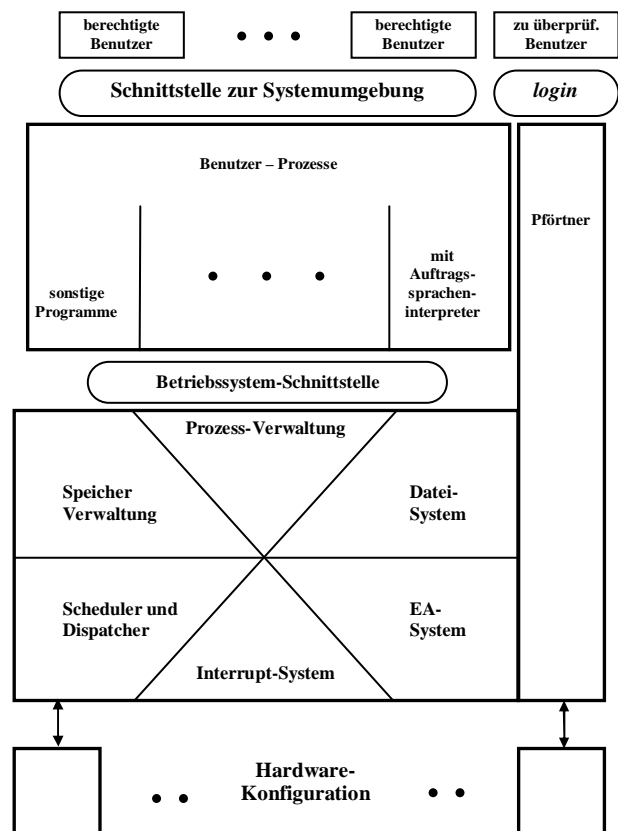 berechtigte
Benutzer
berechtigte
Benutzer
zu überprüf.
Benutzer
Schnittstelle zur Systemumgebung
login
Benutzer – Prozesse
Pförtner
sonstige
Programme
mit
Auftrags-
sprachen-
interpreter
Betriebssystem-Schnittstelle
Prozess-Verwaltung
Speicher
Verwaltung
Datei-
System
Scheduler und
Dispatcher
EA-
System
Interrupt-System
Hardware-
Konfiguration